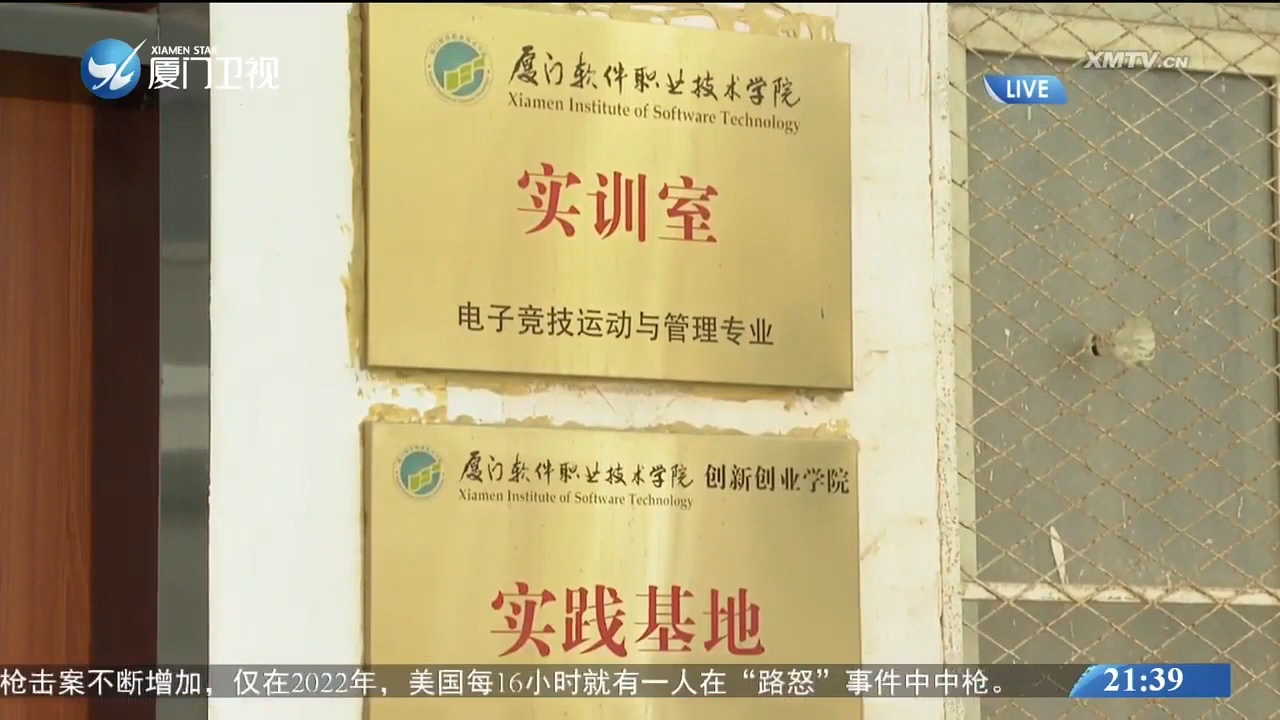 XIAMEN STAR
厦门卫视
XMTV.CN
LIVE
厦门软件职业技术学院
Xiamen Institute of Software Technology
实训室
电子竞技运动与管理专业
厦门软件职业技术学院 创新创业学院
Xiamen Institute of Software Technology
实践基地
枪击案不断增加，仅在2022年，美国每16小时就有一人在“路怒”事件中中枪。
21:39